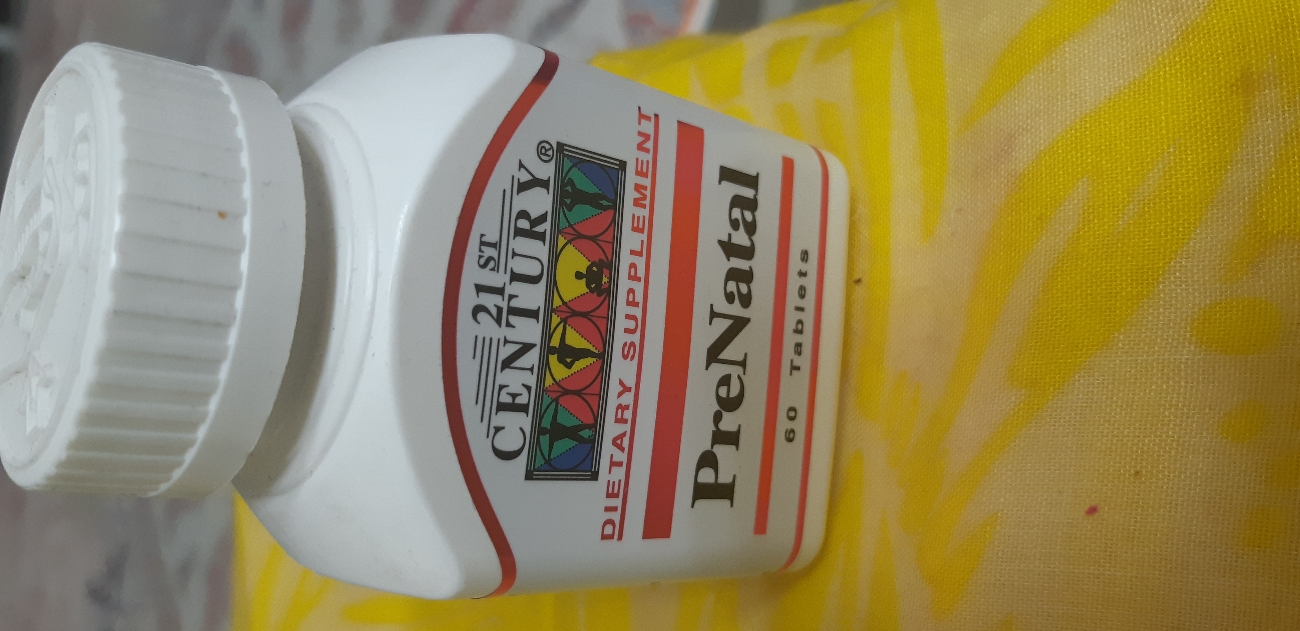 21ST
CENTURY®
DIETARY SUPPLEMENT
PreNatal
60 Tablets